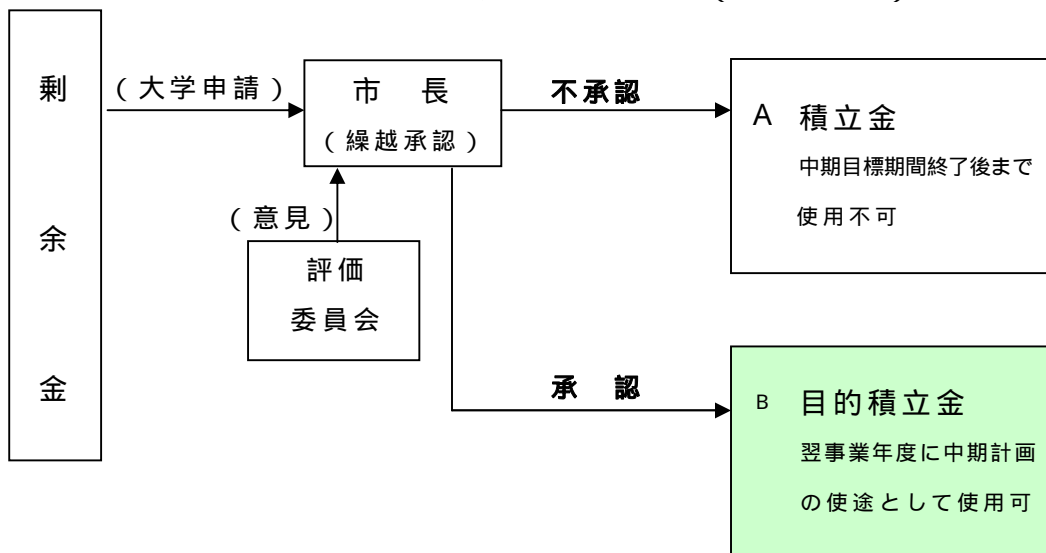 剰余金
(大学申請)
市 長
(繰越承認)
不承認
A 積立金
中期目標期間終了後まで
使用不可
(意見)
評価
委員会
承 認
B 目的積立金
翌事業年度に中期計画
の使途として使用可